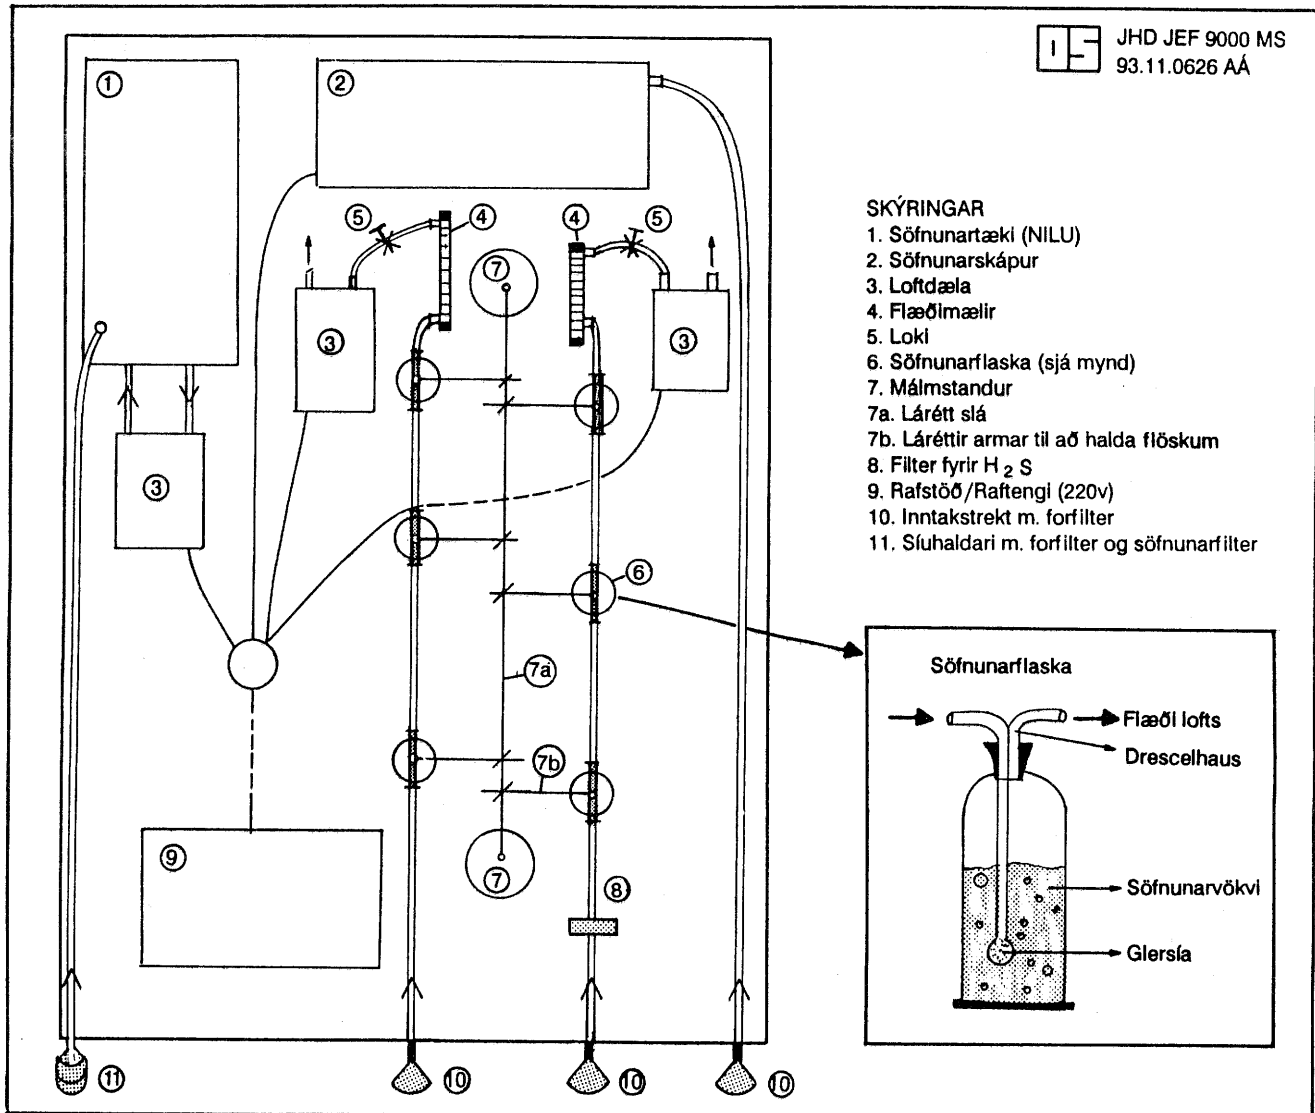 JHD JEF 9000 MS
93.11.0626 AÁ
1
2
5
4
4
5
7
3
3
3
6
7a
7b
9
7
8
11
10
10
10
SKÝRINGAR
1. Söfnunartæki (NILU)
2. Söfnunarskápur
3. Loftdæla
4. Flæðimælir
5. Loki
6. Söfnunarflaska (sjá mynd)
7. Málmstandur
7a. Lárétt slá
7b. Láréttir armar til að halda flöskum
8. Filter fyrir H2S
9. Rafstöð/Raftengi (220v)
10. Inntakstrekt m. forfilter
11. Síuhaldari m. forfilter og söfnunarfilter
Söfnunarflaska
Flæði lofts
Drescelhaus
Söfnunarvökvi
Glersía